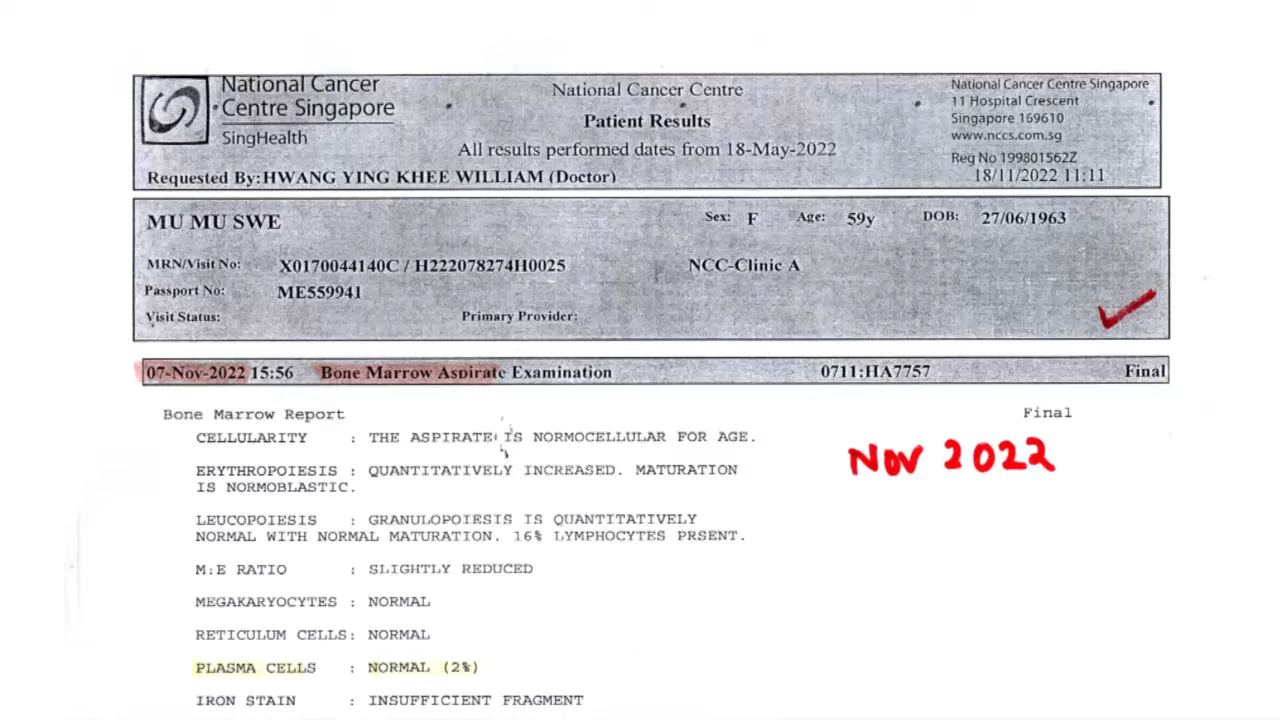 National Cancer
Centre Singapore
SingHealth
National Cancer Centre
Patient Results
All results performed dates from 18-May-2022
National Cancer Centre Singapore
11 Hospital Crescent
Singapore 169610
www.nccs.com.sg
Reg No 199801562Z
18/11/2022 11:11
Requested By:HWANG YING KHEE WILLIAM (Doctor)
MU MU SWE Sex: F Age: 59y DOB: 27/06/1963
MRN/Visit No: X0170044140C / H222078274H0025 NCC-Clinic A
Passport No: ME559941
Visit Status: Primary Provider:
07-Nov-2022 15:56 Bone Marrow Aspirate Examination 0711:HA7757 Final
Bone Marrow Report Final
CELLULARITY : THE ASPIRATE IS NORMOCELLULAR FOR AGE.
Nov 2022
ERYTHROPOIESIS : QUANTITATIVELY INCREASED. MATURATION
IS NORMOBLASTIC.
LEUCOPOIESIS : GRANULOPOIESIS IS QUANTITATIVELY
NORMAL WITH NORMAL MATURATION. 16% LYMPHOCYTES PRSENT.
M:E RATIO : SLIGHTLY REDUCED
MEGAKARYOCYTES : NORMAL
RETICULUM CELLS: NORMAL
PLASMA CELLS : NORMAL (2%)
IRON STAIN : INSUFFICIENT FRAGMENT